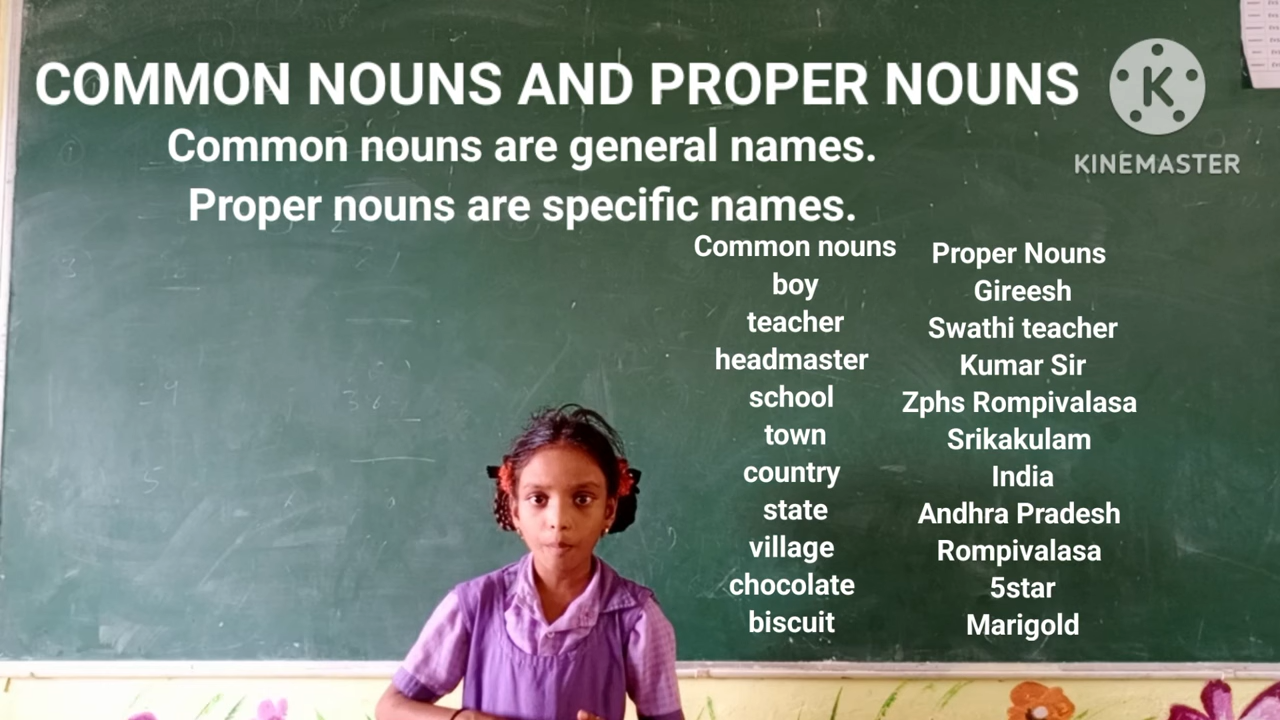 COMMON NOUNS AND PROPER NOUNS
Common nouns are general names.
Proper nouns are specific names.
KINEMASTER
Common nouns
boy
teacher
headmaster
school
town
country
state
village
chocolate
biscuit
Proper Nouns
Gireesh
Swathi teacher
Kumar Sir
Zphs Rompivalasa
Srikakulam
India
Andhra Pradesh
Rompivalasa
5star
Marigold